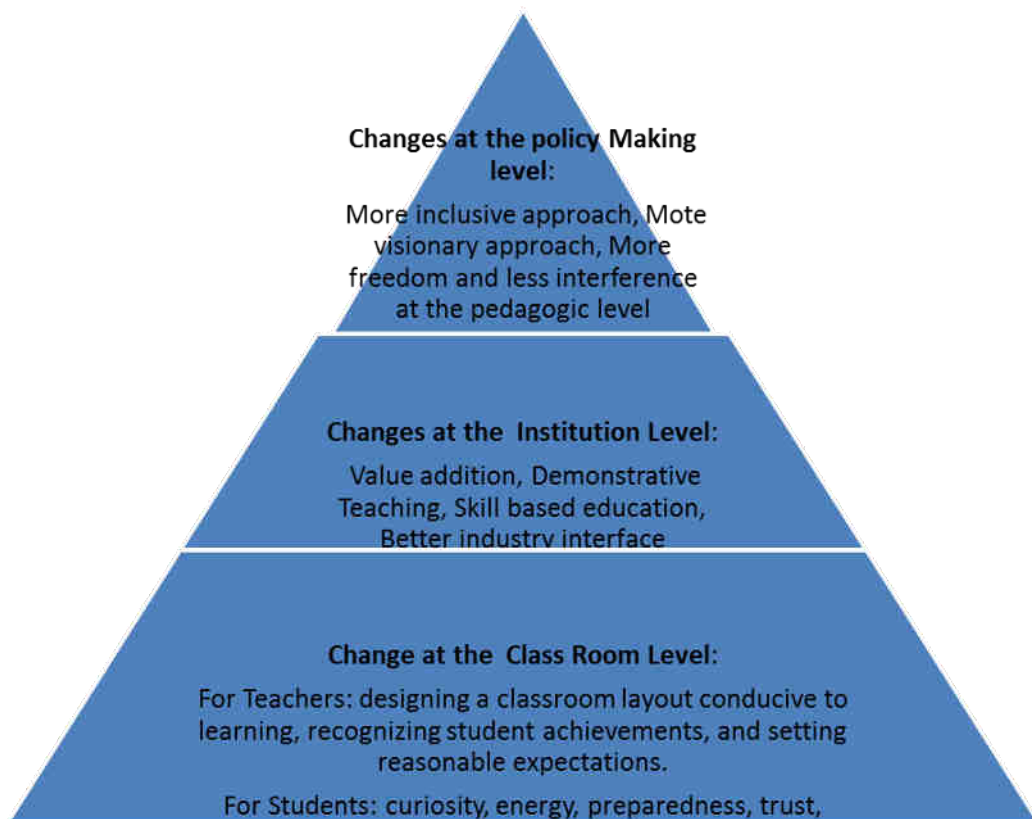 Changes at the policy Making
level:
More inclusive approach, Mote
visionary approach, More
freedom and less interference
at the pedagogic level
Changes at the Institution Level:
Value addition, Demonstrative
Teaching, Skill based education,
Better industry interface
Change at the Class Room Level:
For Teachers: designing a classroom layout conducive to
learning, recognizing student achievements, and setting
reasonable expectations.
For Students: curiosity, energy, preparedness, trust,